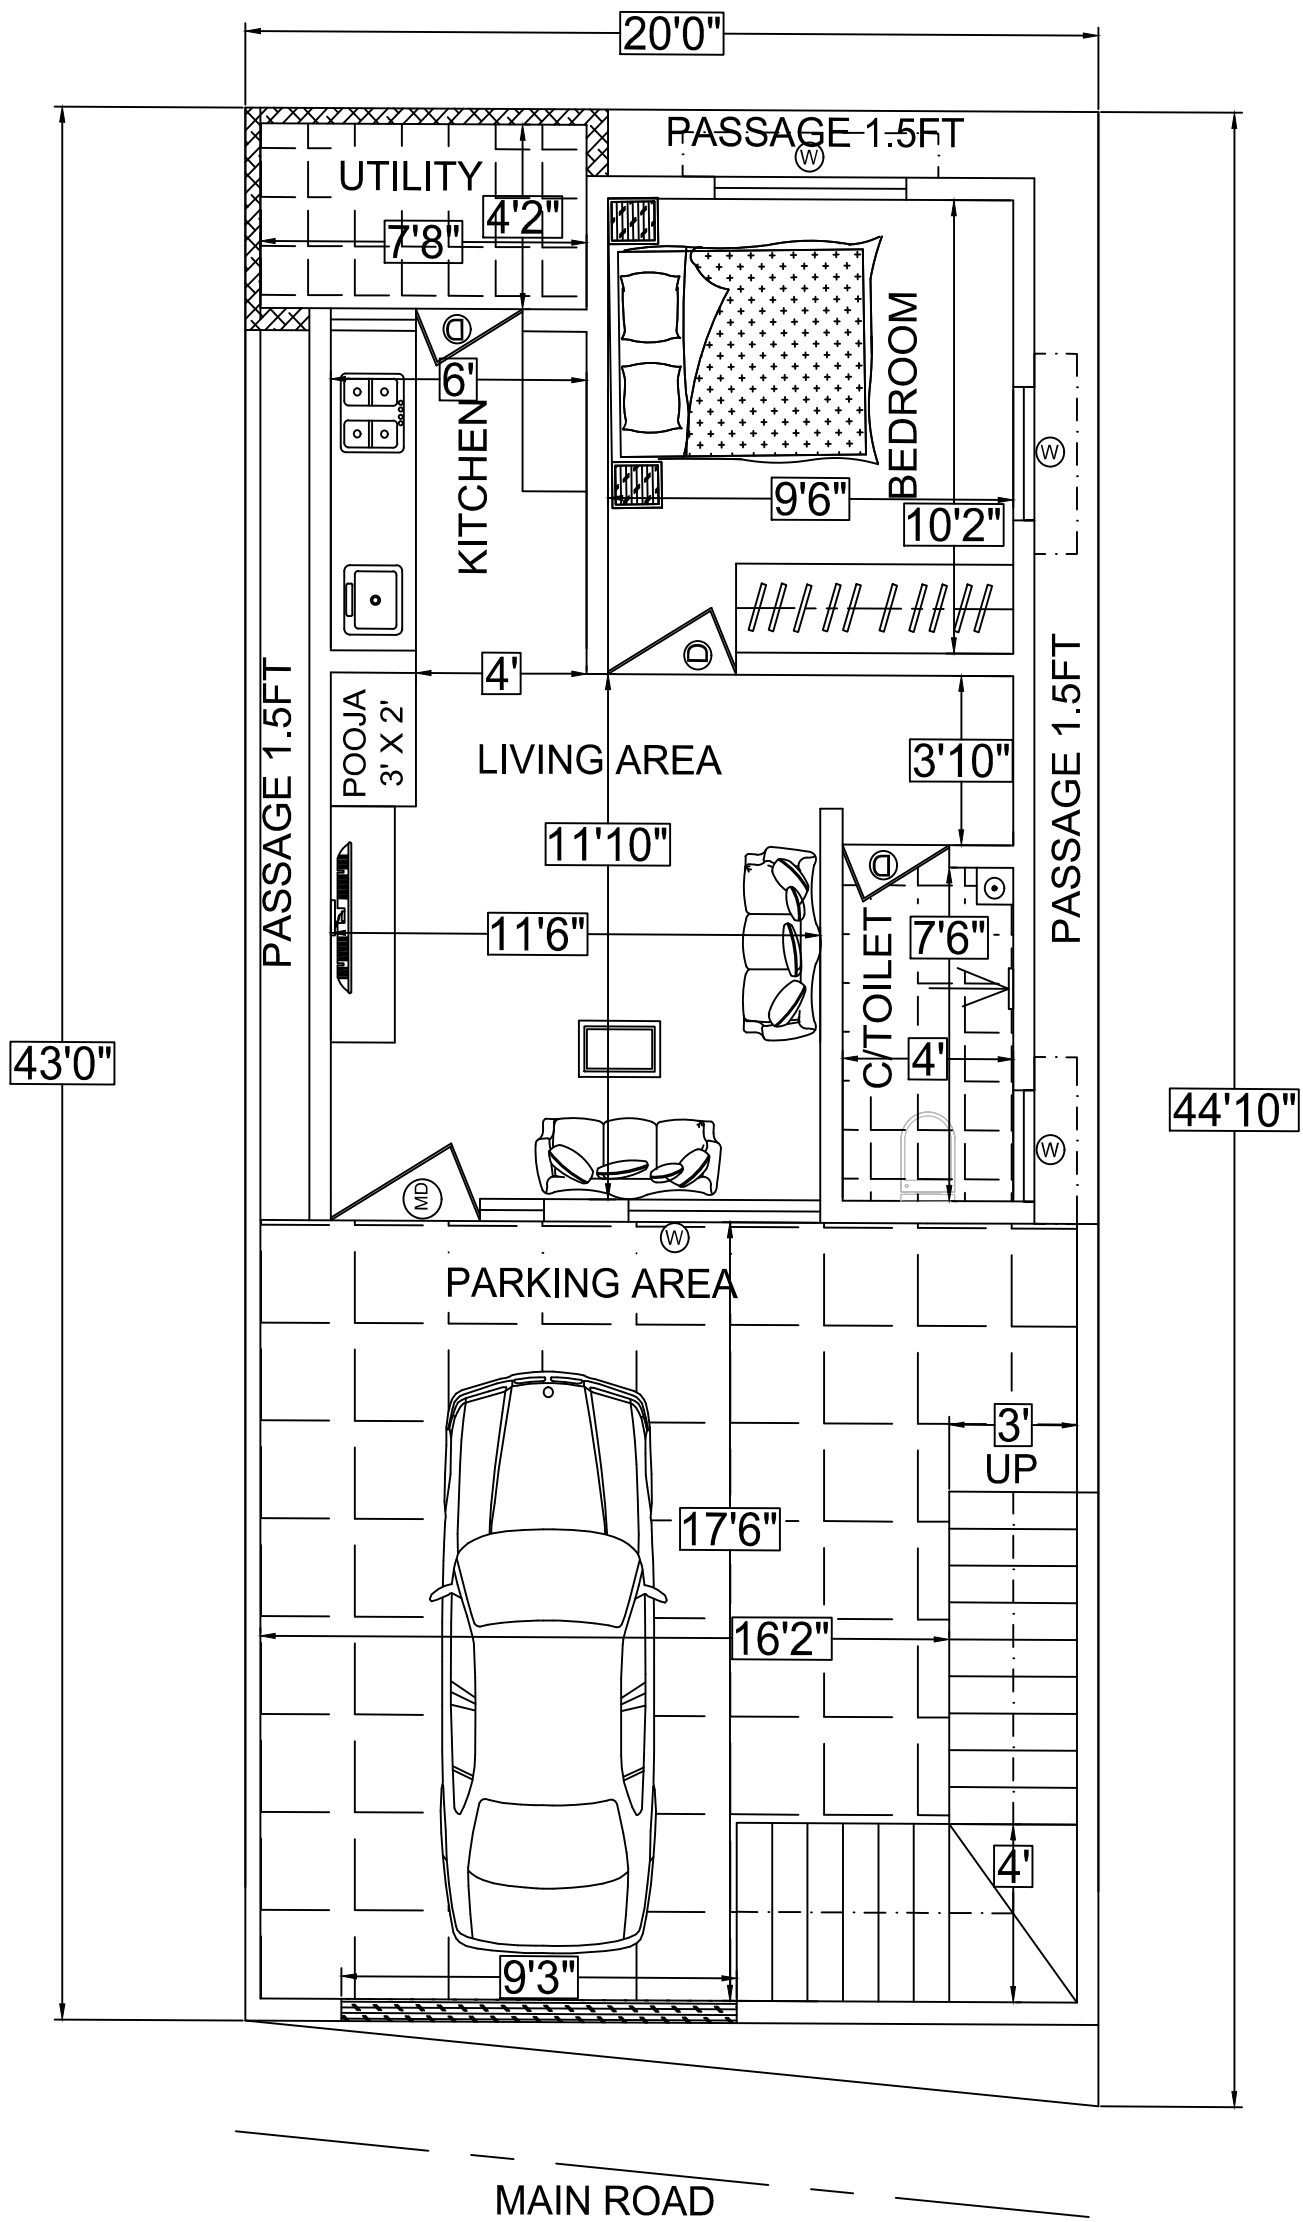 20'0"
PASSAGE 1.5FT
W
UTILITY
4'2"
7'8"
D
6'
KITCHEN
BEDROOM
W
9'6"
10'2"
D
4'
POOJA
3' X 2'
LIVING AREA
3'10"
PASSAGE 1.5FT
PASSAGE 1.5FT
11'10"
D
11'6"
7'6"
C/TOILET
4'
43'0"
44'10"
W
MD
W
PARKING AREA
3'
UP
17'6"
16'2"
4'
9'3"
MAIN ROAD